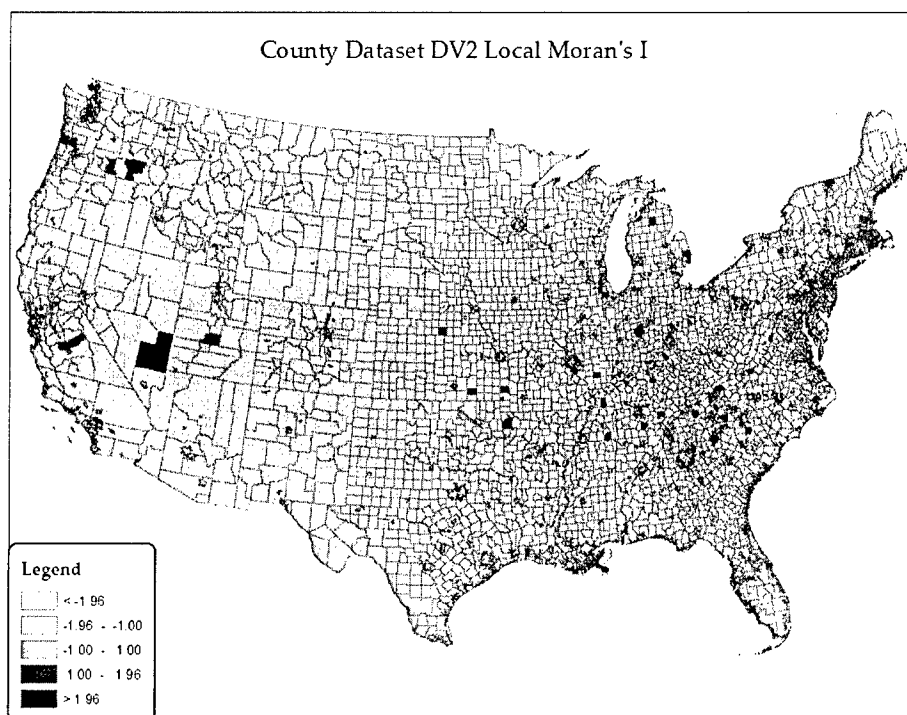 County Dataset DV2 Local Moran's I
Legend
< -1.96
-1.96 - -1.00
-1.00 - 1.00
1.00 - 1.96
> 1.96